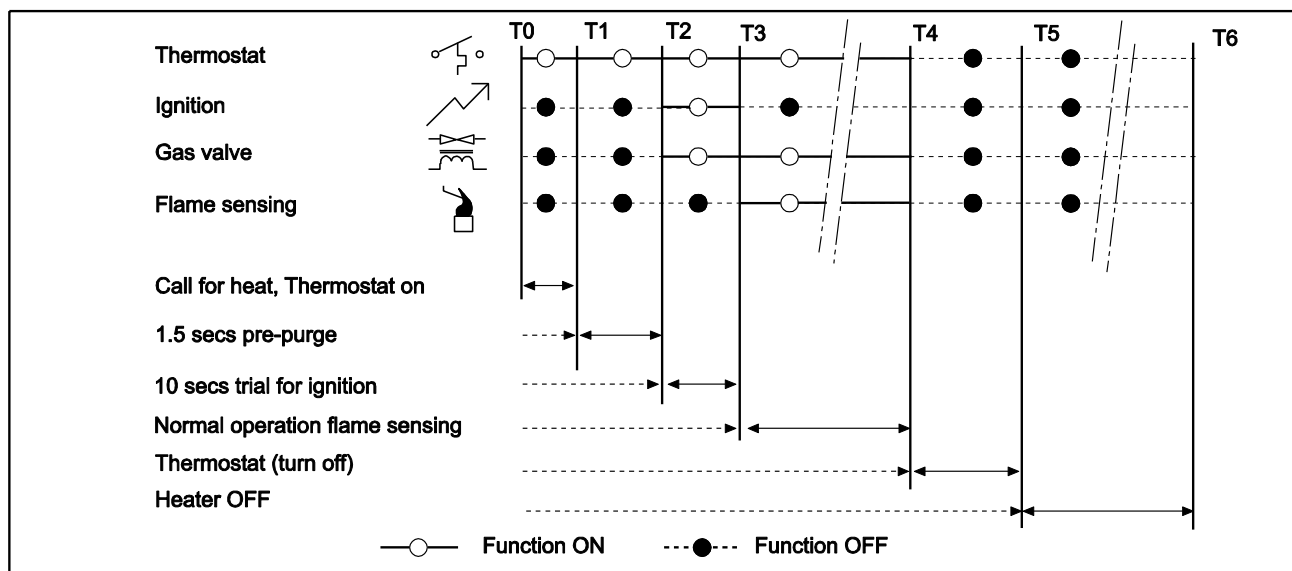 T0 T1 T2 T3 T4 T5 T6
Thermostat
Ignition
Gas valve
Flame sensing
Call for heat, Thermostat on
1.5 secs pre-purge
10 secs trial for ignition
Normal operation flame sensing
Thermostat (turn off)
Heater OFF
Function ON Function OFF